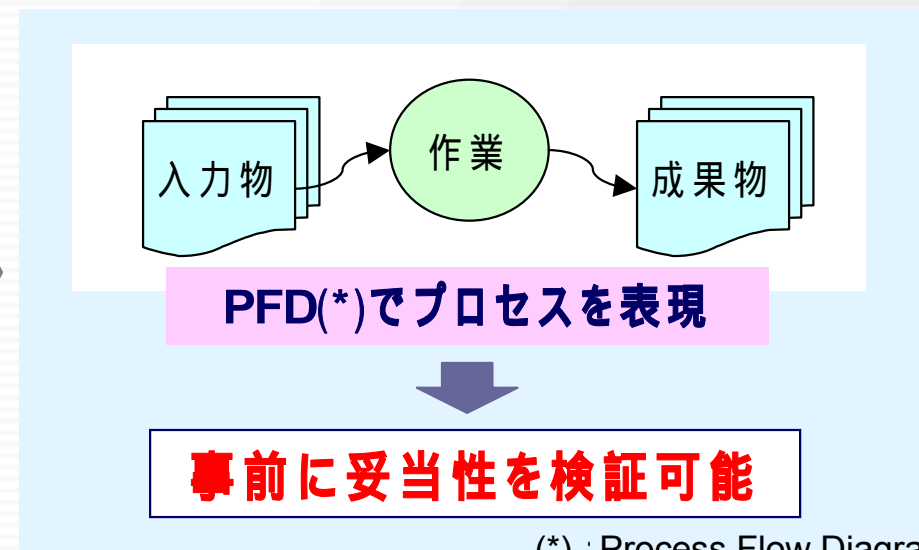 入力物
作業
成果物
PFD(*)でプロセスを表現
事前に妥当性を検証可能
(*) : Process Flow Diagra